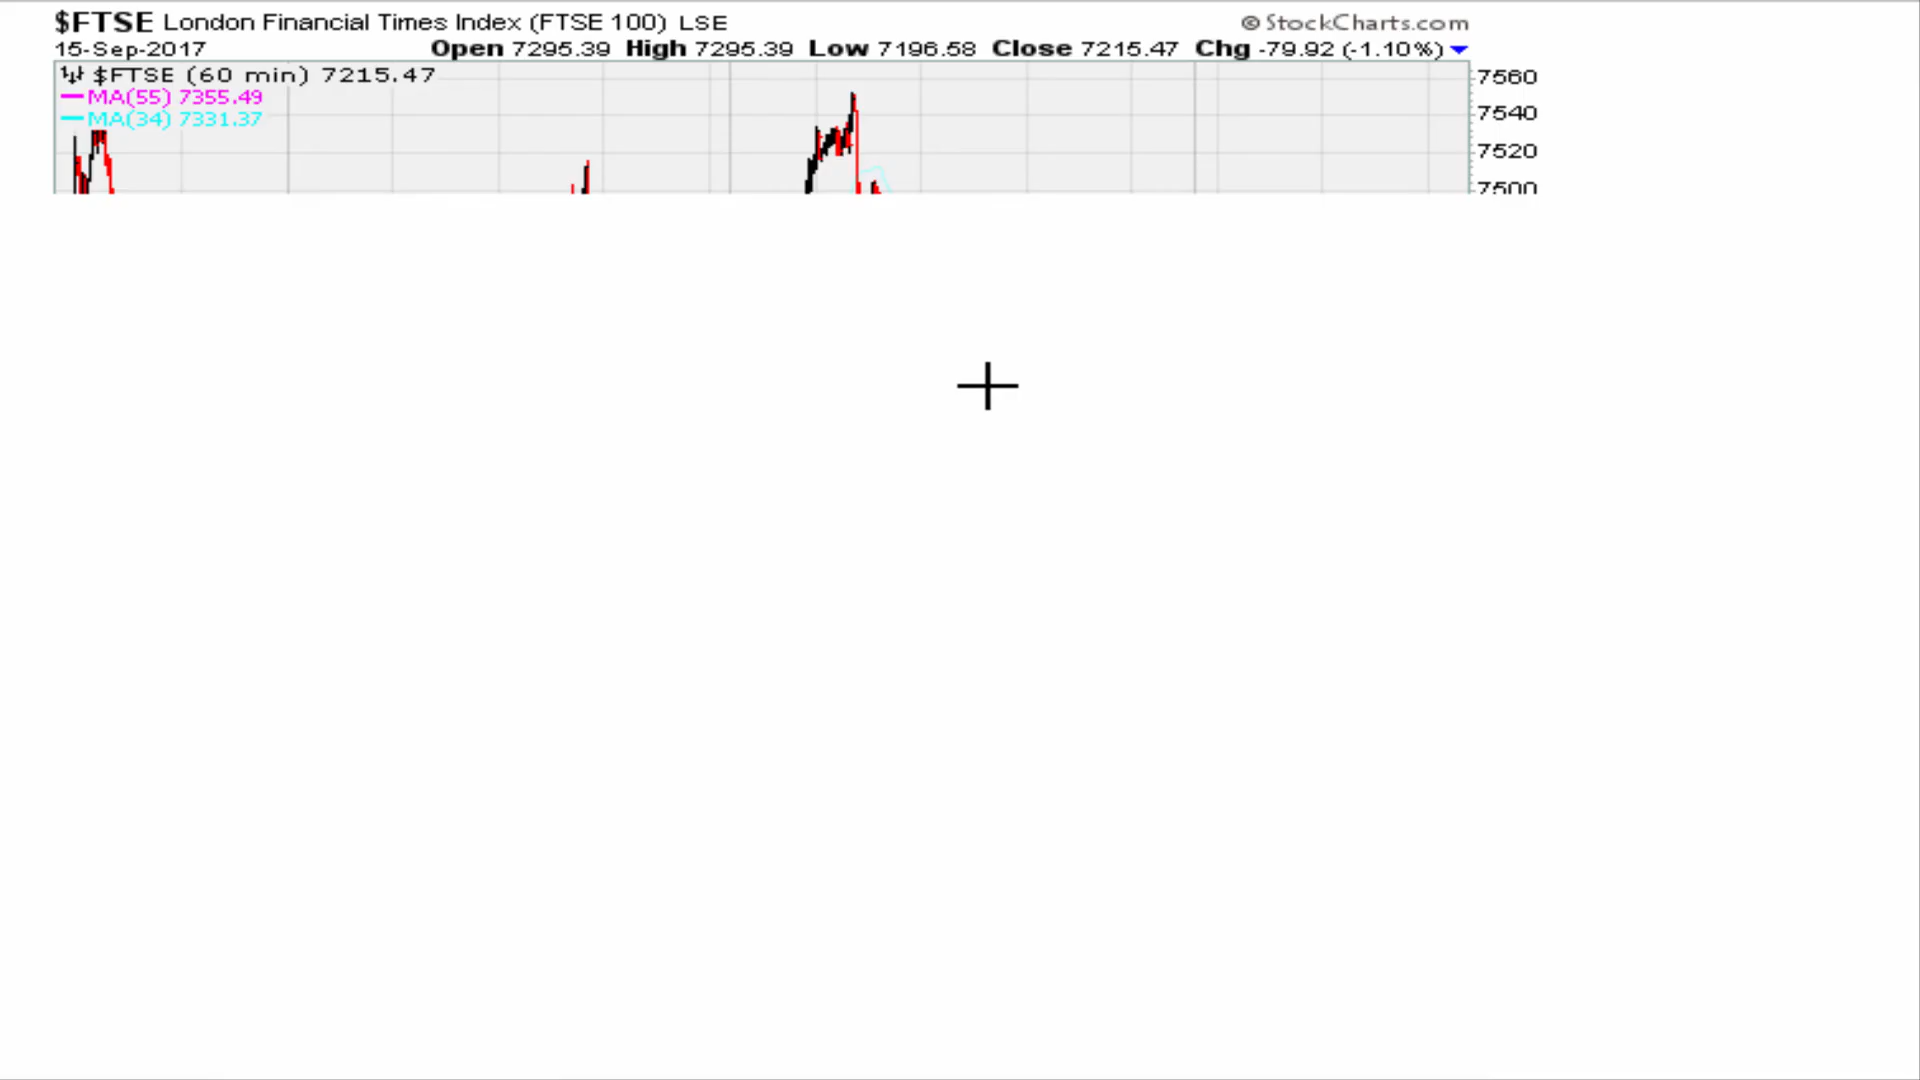 $FTSE London Financial Times Index (FTSE 100) LSE © StockCharts.com
15-Sep-2017 Open 7295.39 High 7295.39 Low 7196.58 Close 7215.47 Chg -79.92 (-1.10%)
$FTSE (60 min) 7215.47
MA(55) 7355.49
MA(34) 7331.37
7560
7540
7520
7500